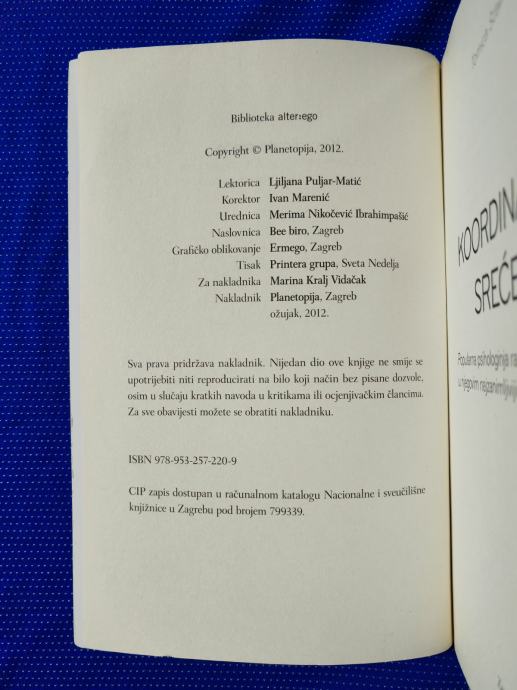 Biblioteka alter:ego
Copyright © Planetopija, 2012.
Lektorica Ljiljana Puljar-Matić
Korektor Ivan Marenić
Urednica Merima Nikočević Ibrahimpašić
Naslovnica Bee biro, Zagreb
Grafičko oblikovanje Ermego, Zagreb
Tisak Printera grupa, Sveta Nedelja
Za nakladnika Marina Kralj Vidačak
Nakladnik Planetopija, Zagreb
ožujak, 2012.
Sva prava pridržava nakladnik. Nijedan dio ove knjige ne smije se
upotrijebiti niti reproducirati na bilo koji način bez pisane dozvole,
osim u slučaju kratkih navoda u kritikama ili ocjenjivačkim člancima.
Za sve obavijesti možete se obratiti nakladniku.
ISBN 978-953-257-220-9
CIP zapis dostupan u računalnom katalogu Nacionalne i sveučilišne
knjižnice u Zagrebu pod brojem 799339.
SREĆE
Popularna psihologinja
u njegovim